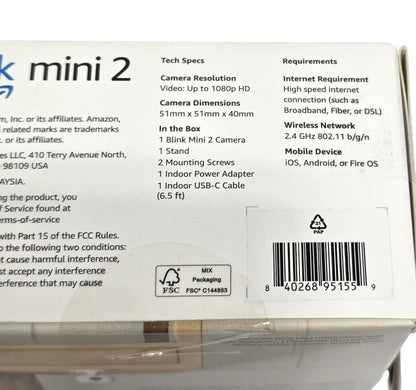 k mini 2
m, Inc. or its affiliates. Amazon,
related marks are trademarks
. or its affiliates.
es LLC, 410 Terry Avenue North,
98109 USA
AYSIA.
ing the product, you
f Service found at
erms-of-service
with Part 15 of the FCC Rules.
o the following two conditions:
ot cause harmful interference,
st accept any interference
nterference that may cause
Tech Specs
Camera Resolution
Video: Up to 1080p HD
Camera Dimensions
51mm x 51mm x 40mm
In the Box
1 Blink Mini 2 Camera
1 Stand
2 Mounting Screws
1 Indoor Power Adapter
1 Indoor USB-C Cable
(6.5 ft)
Requirements
Internet Requirement
High speed internet
connection (such as
Broadband, Fiber, or DSL)
Wireless Network
2.4 GHz 802.11 b/g/n
Mobile Device
iOS, Android, or Fire OS
FSC
MIX
Packaging
FSC® C144853
21
PAP
8 40268 95155 9